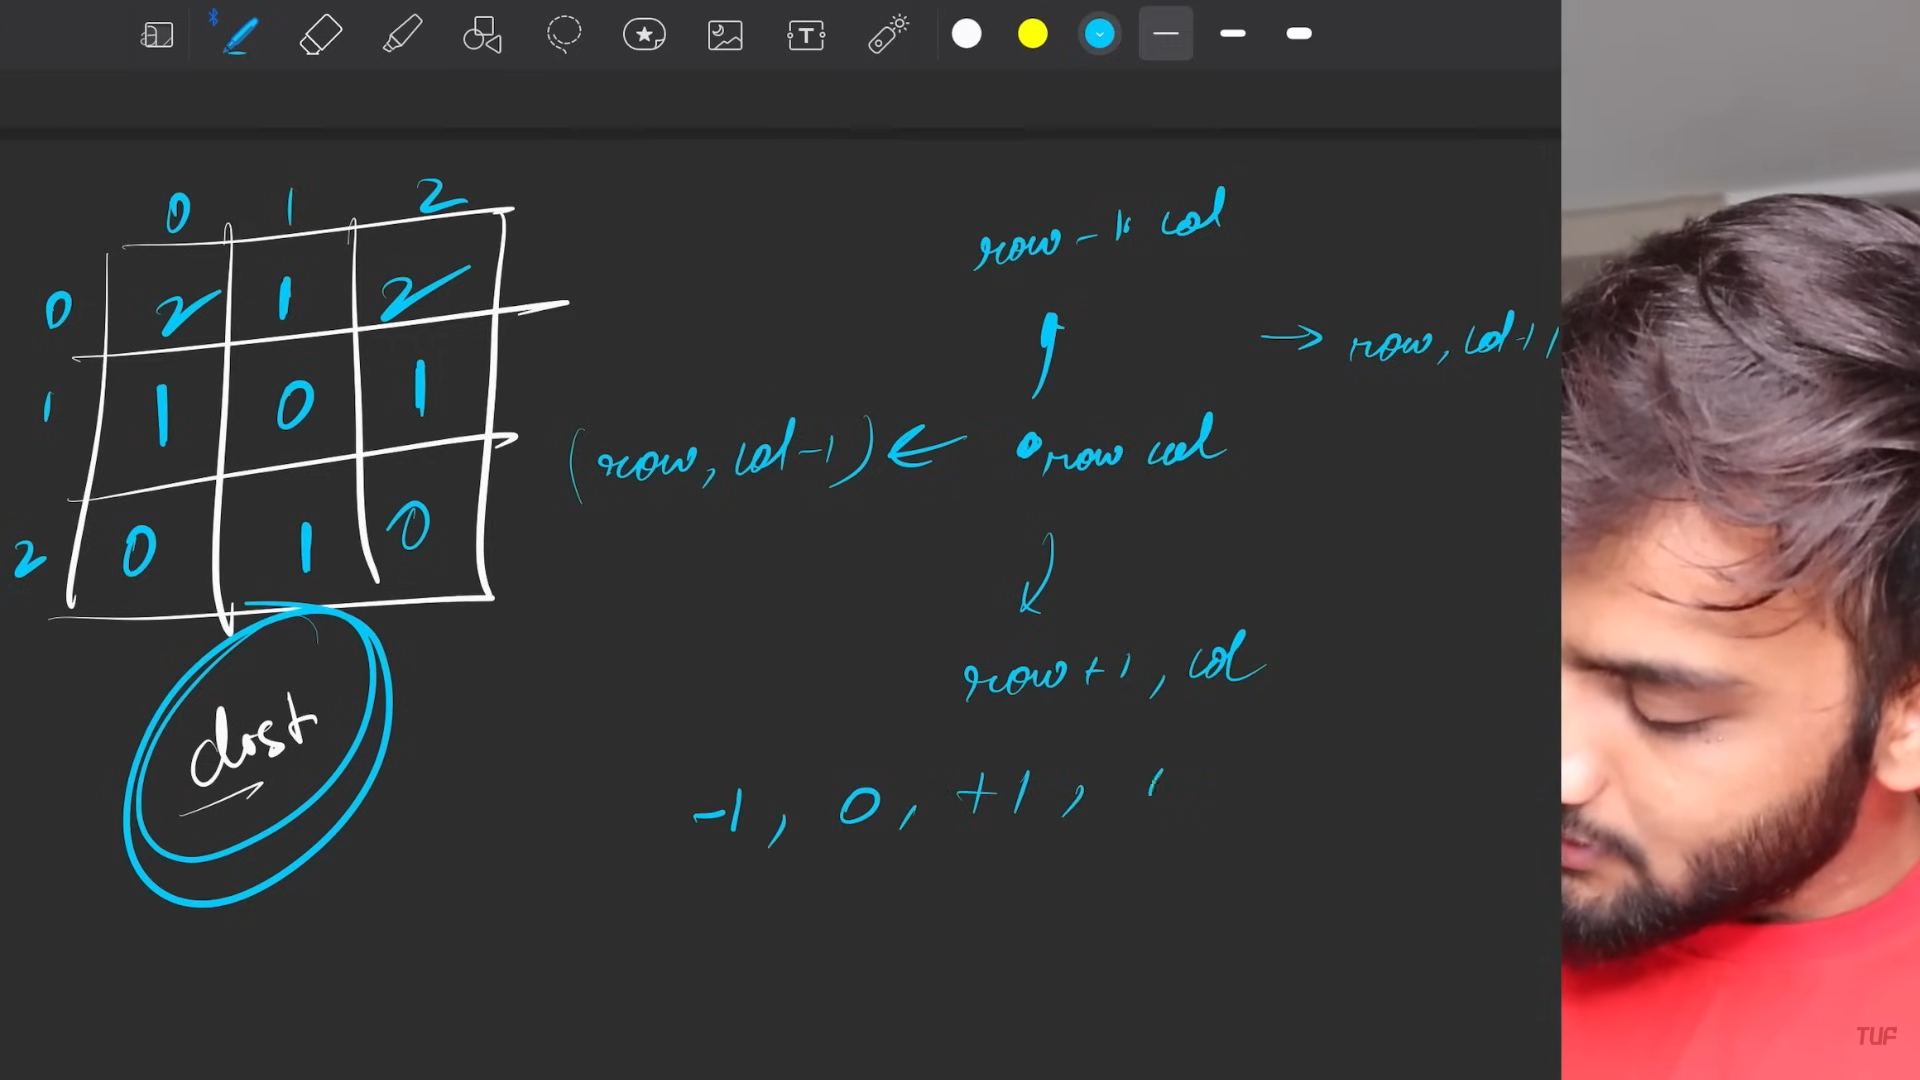 0 1 2
0 2 1 2
1 1 0 1
2 0 1 0
row-1, col
→ row, col+1
(row, col-1) ← row col
row+1, col
dist
-1, 0, +1,
TUF